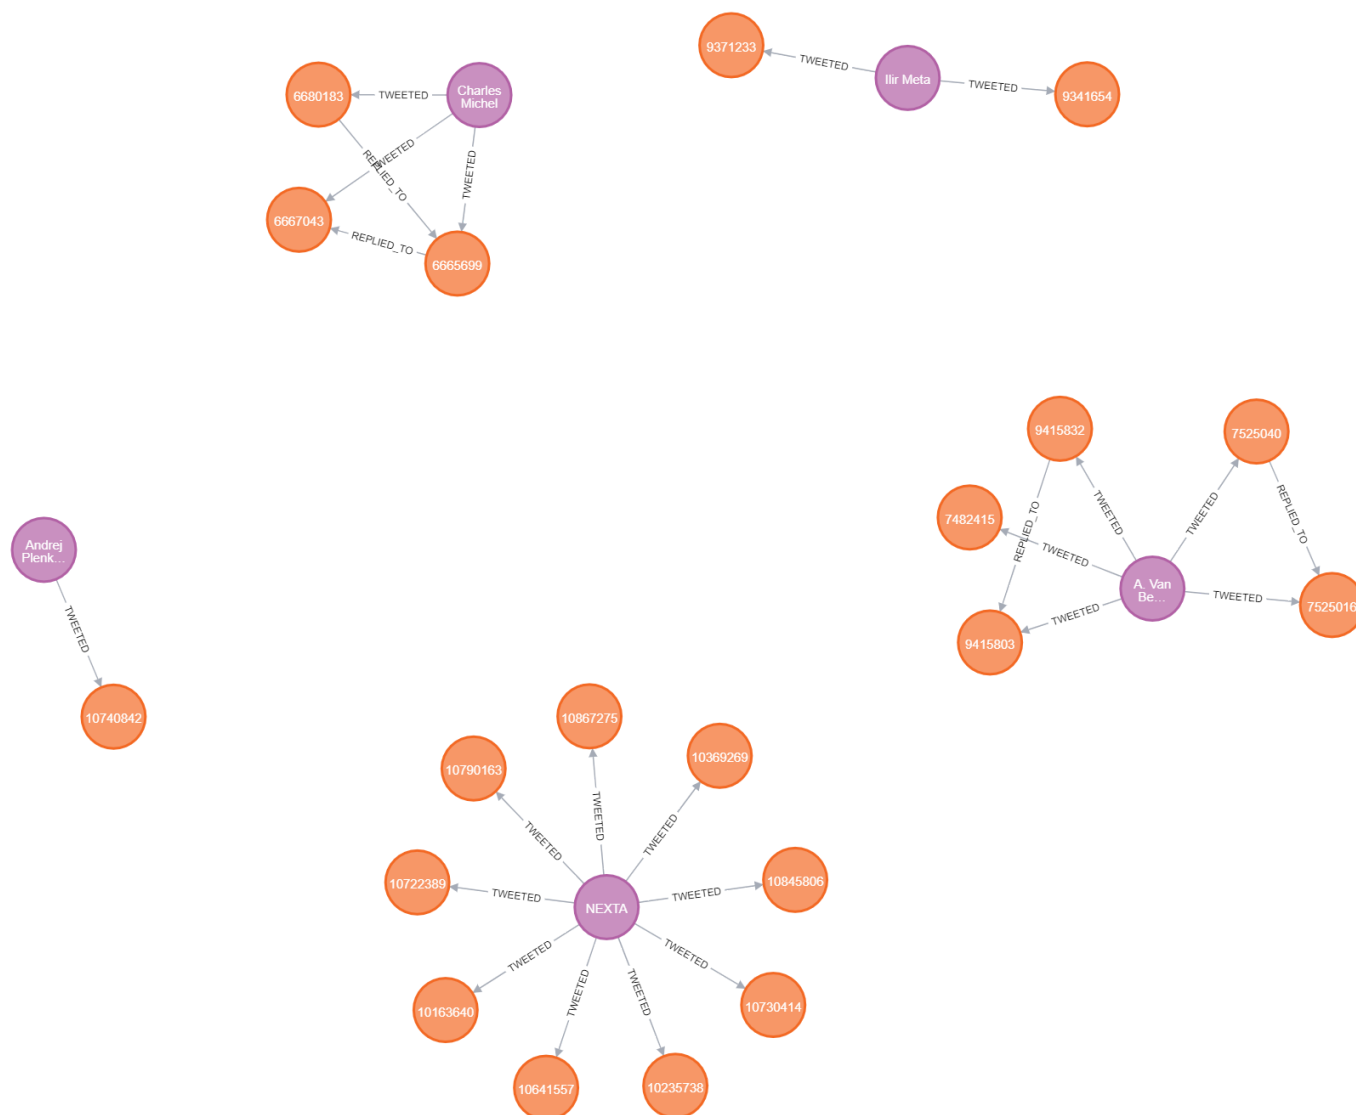 9371233
TWEETED
Ilir Meta
TWEETED
9341654
6680183
TWEETED
Charles
Michel
REPLIED_TO
TWEETED
TWEETED
6667043
REPLIED_TO
6665699
9415832
7525040
7482415
REPLIED_TO
TWEETED
TWEETED
REPLIED_TO
TWEETED
A. Van
Be...
TWEETED
7525016
TWEETED
9415803
Andrej
Plenk...
TWEETED
10740842
10867275
10369269
10790163
TWEETED
TWEETED
TWEETED
10722389
TWEETED
NEXTA
TWEETED
10845806
TWEETED
TWEETED
10163640
TWEETED
TWEETED
10730414
10641557
10235738